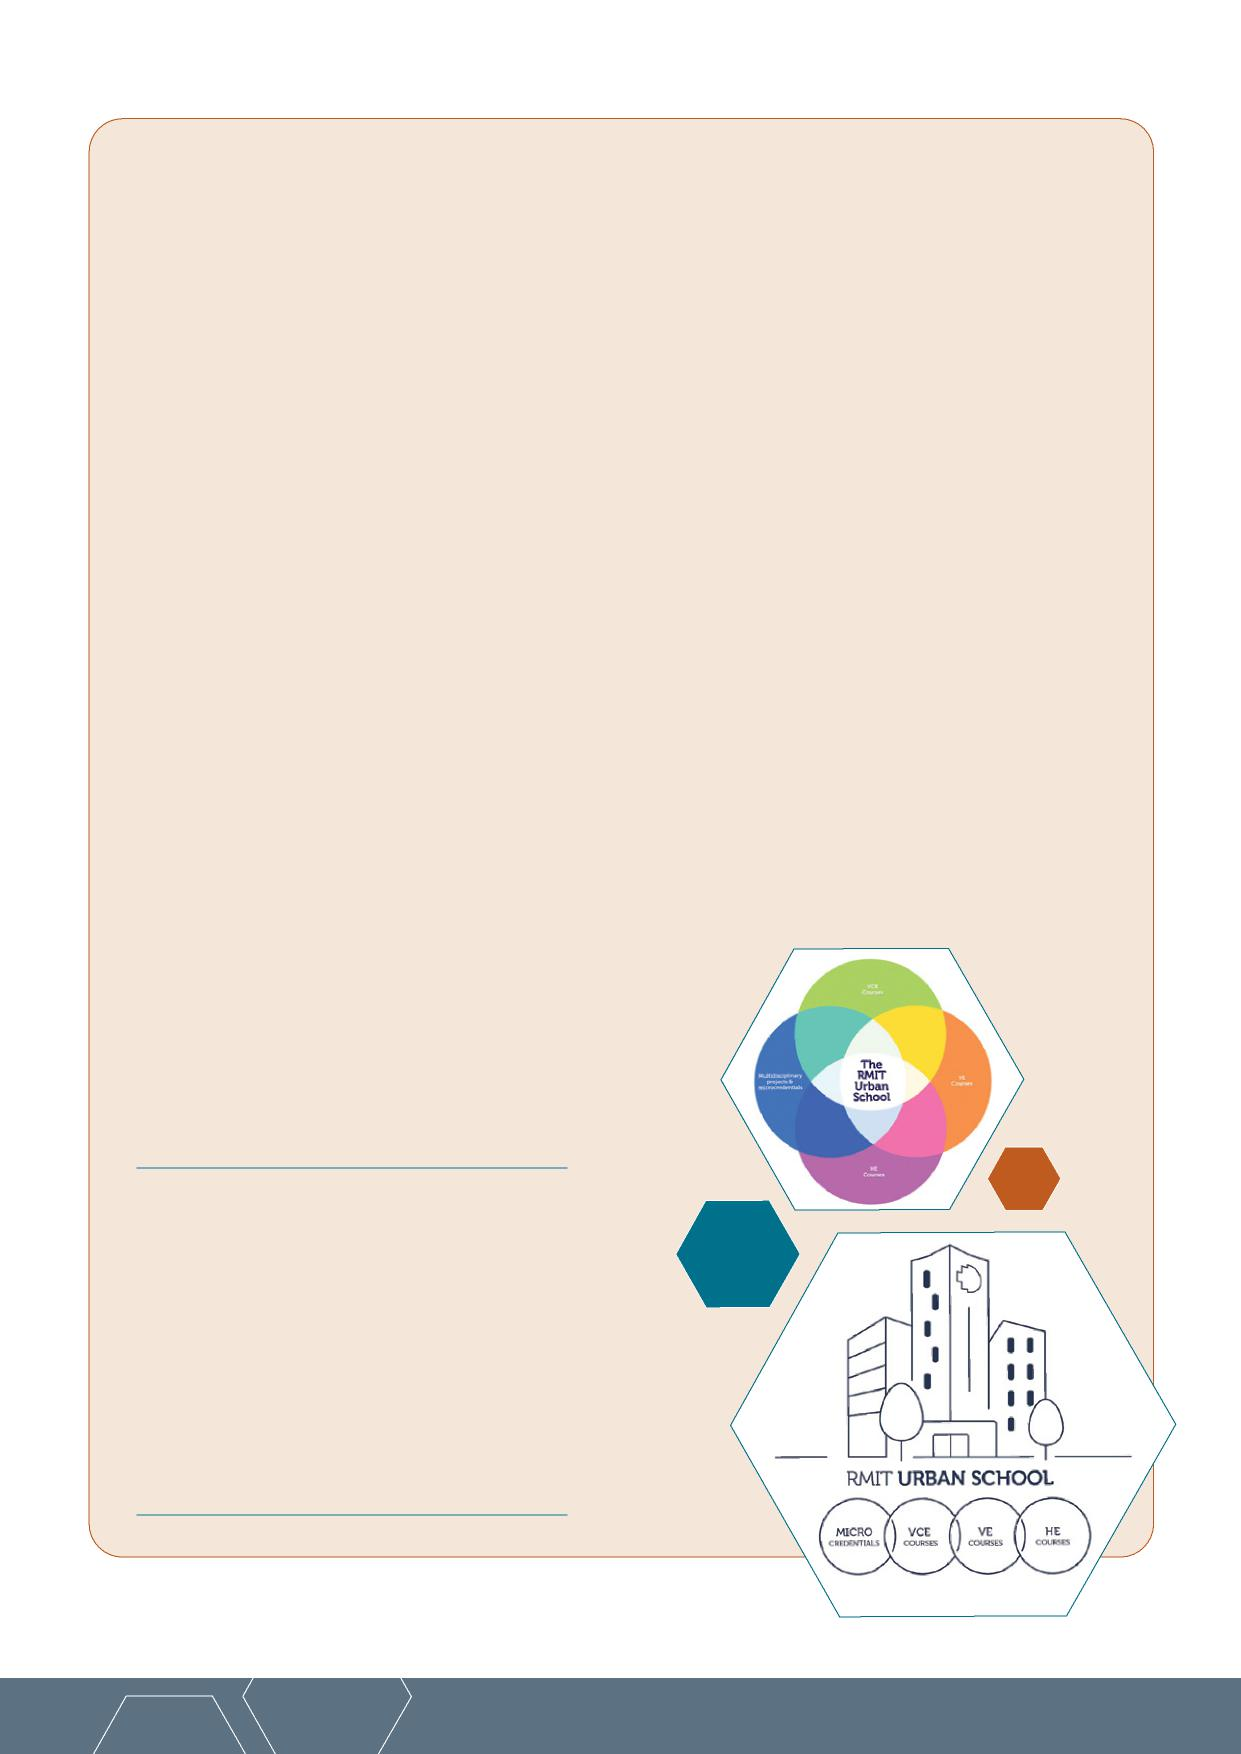 VCE
Courses
The
RMIT
Urban
School
Multidisciplinary
projects &
microcredentials
VE
Courses
HE
Courses
RMIT URBAN SCHOOL
MICRO
CREDENTIALS
VCE
COURSES
VE
COURSES
HE
COURSES